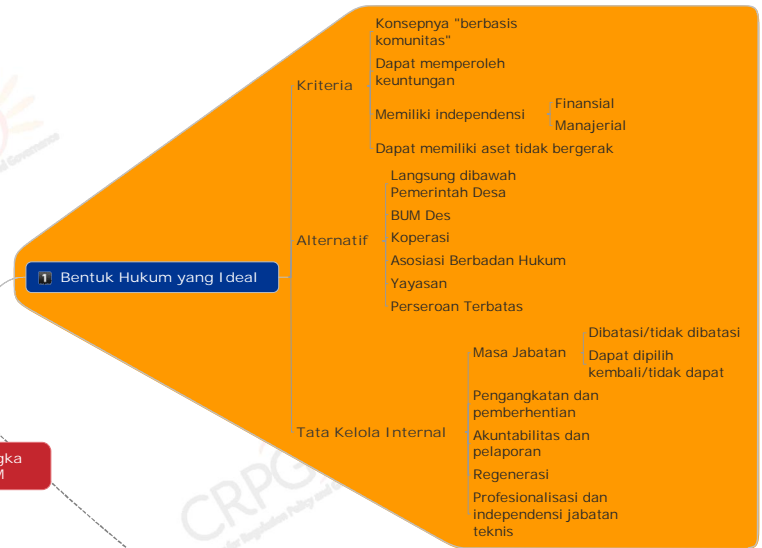 Konsepnya "berbasis
komunitas"
Dapat memperoleh
keuntungan
Kriteria
Memiliki independensi
Finansial
Manajerial
Dapat memiliki aset tidak bergerak
Langsung dibawah
Pemerintah Desa
BUM Des
Alternatif
Koperasi
Asosiasi Berbadan Hukum
Yayasan
Perseroan Terbatas
1 Bentuk Hukum yang Ideal
Masa Jabatan
Dibatasi/tidak dibatasi
Dapat dipilih
kembali/tidak dapat
Pengangkatan dan
pemberhentian
Tata Kelola Internal
Akuntabilitas dan
pelaporan
Regenerasi
Profesionalisasi dan
independensi jabatan
teknis
CRPG